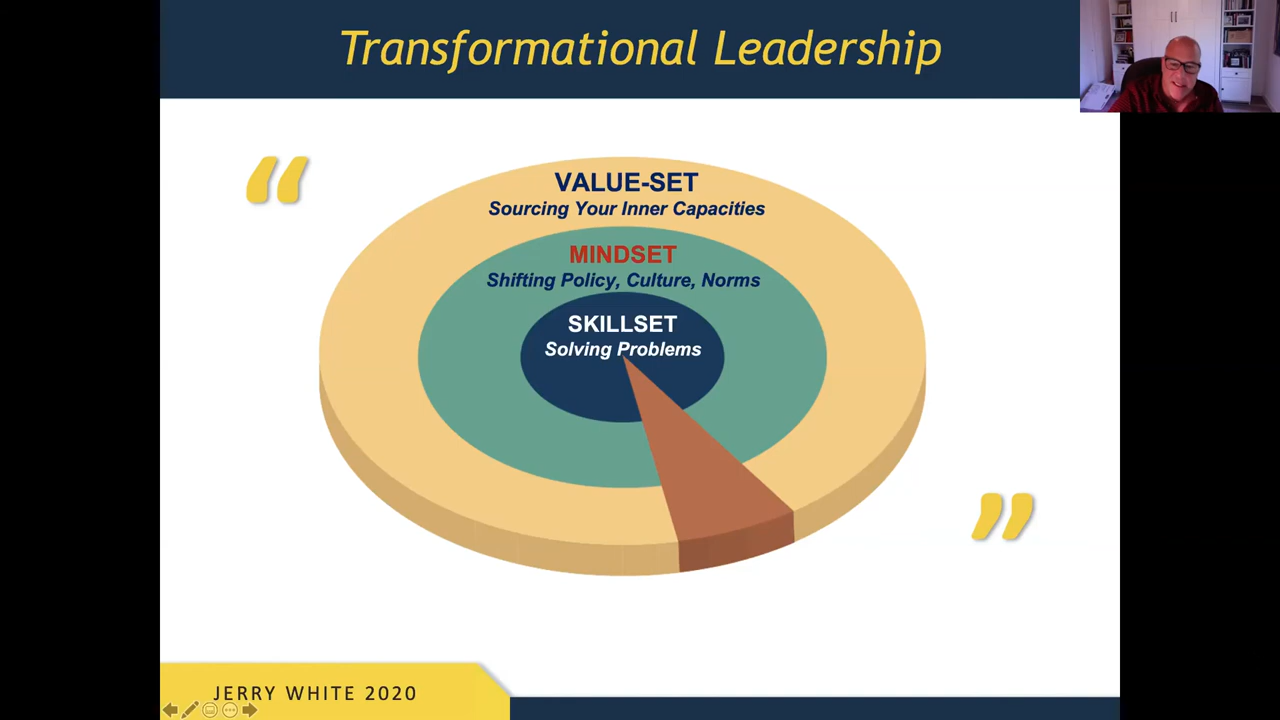 Transformational Leadership
“
VALUE-SET
Sourcing Your Inner Capacities
MINDSET
Shifting Policy, Culture, Norms
SKILLSET
Solving Problems
”
JERRY WHITE 2020